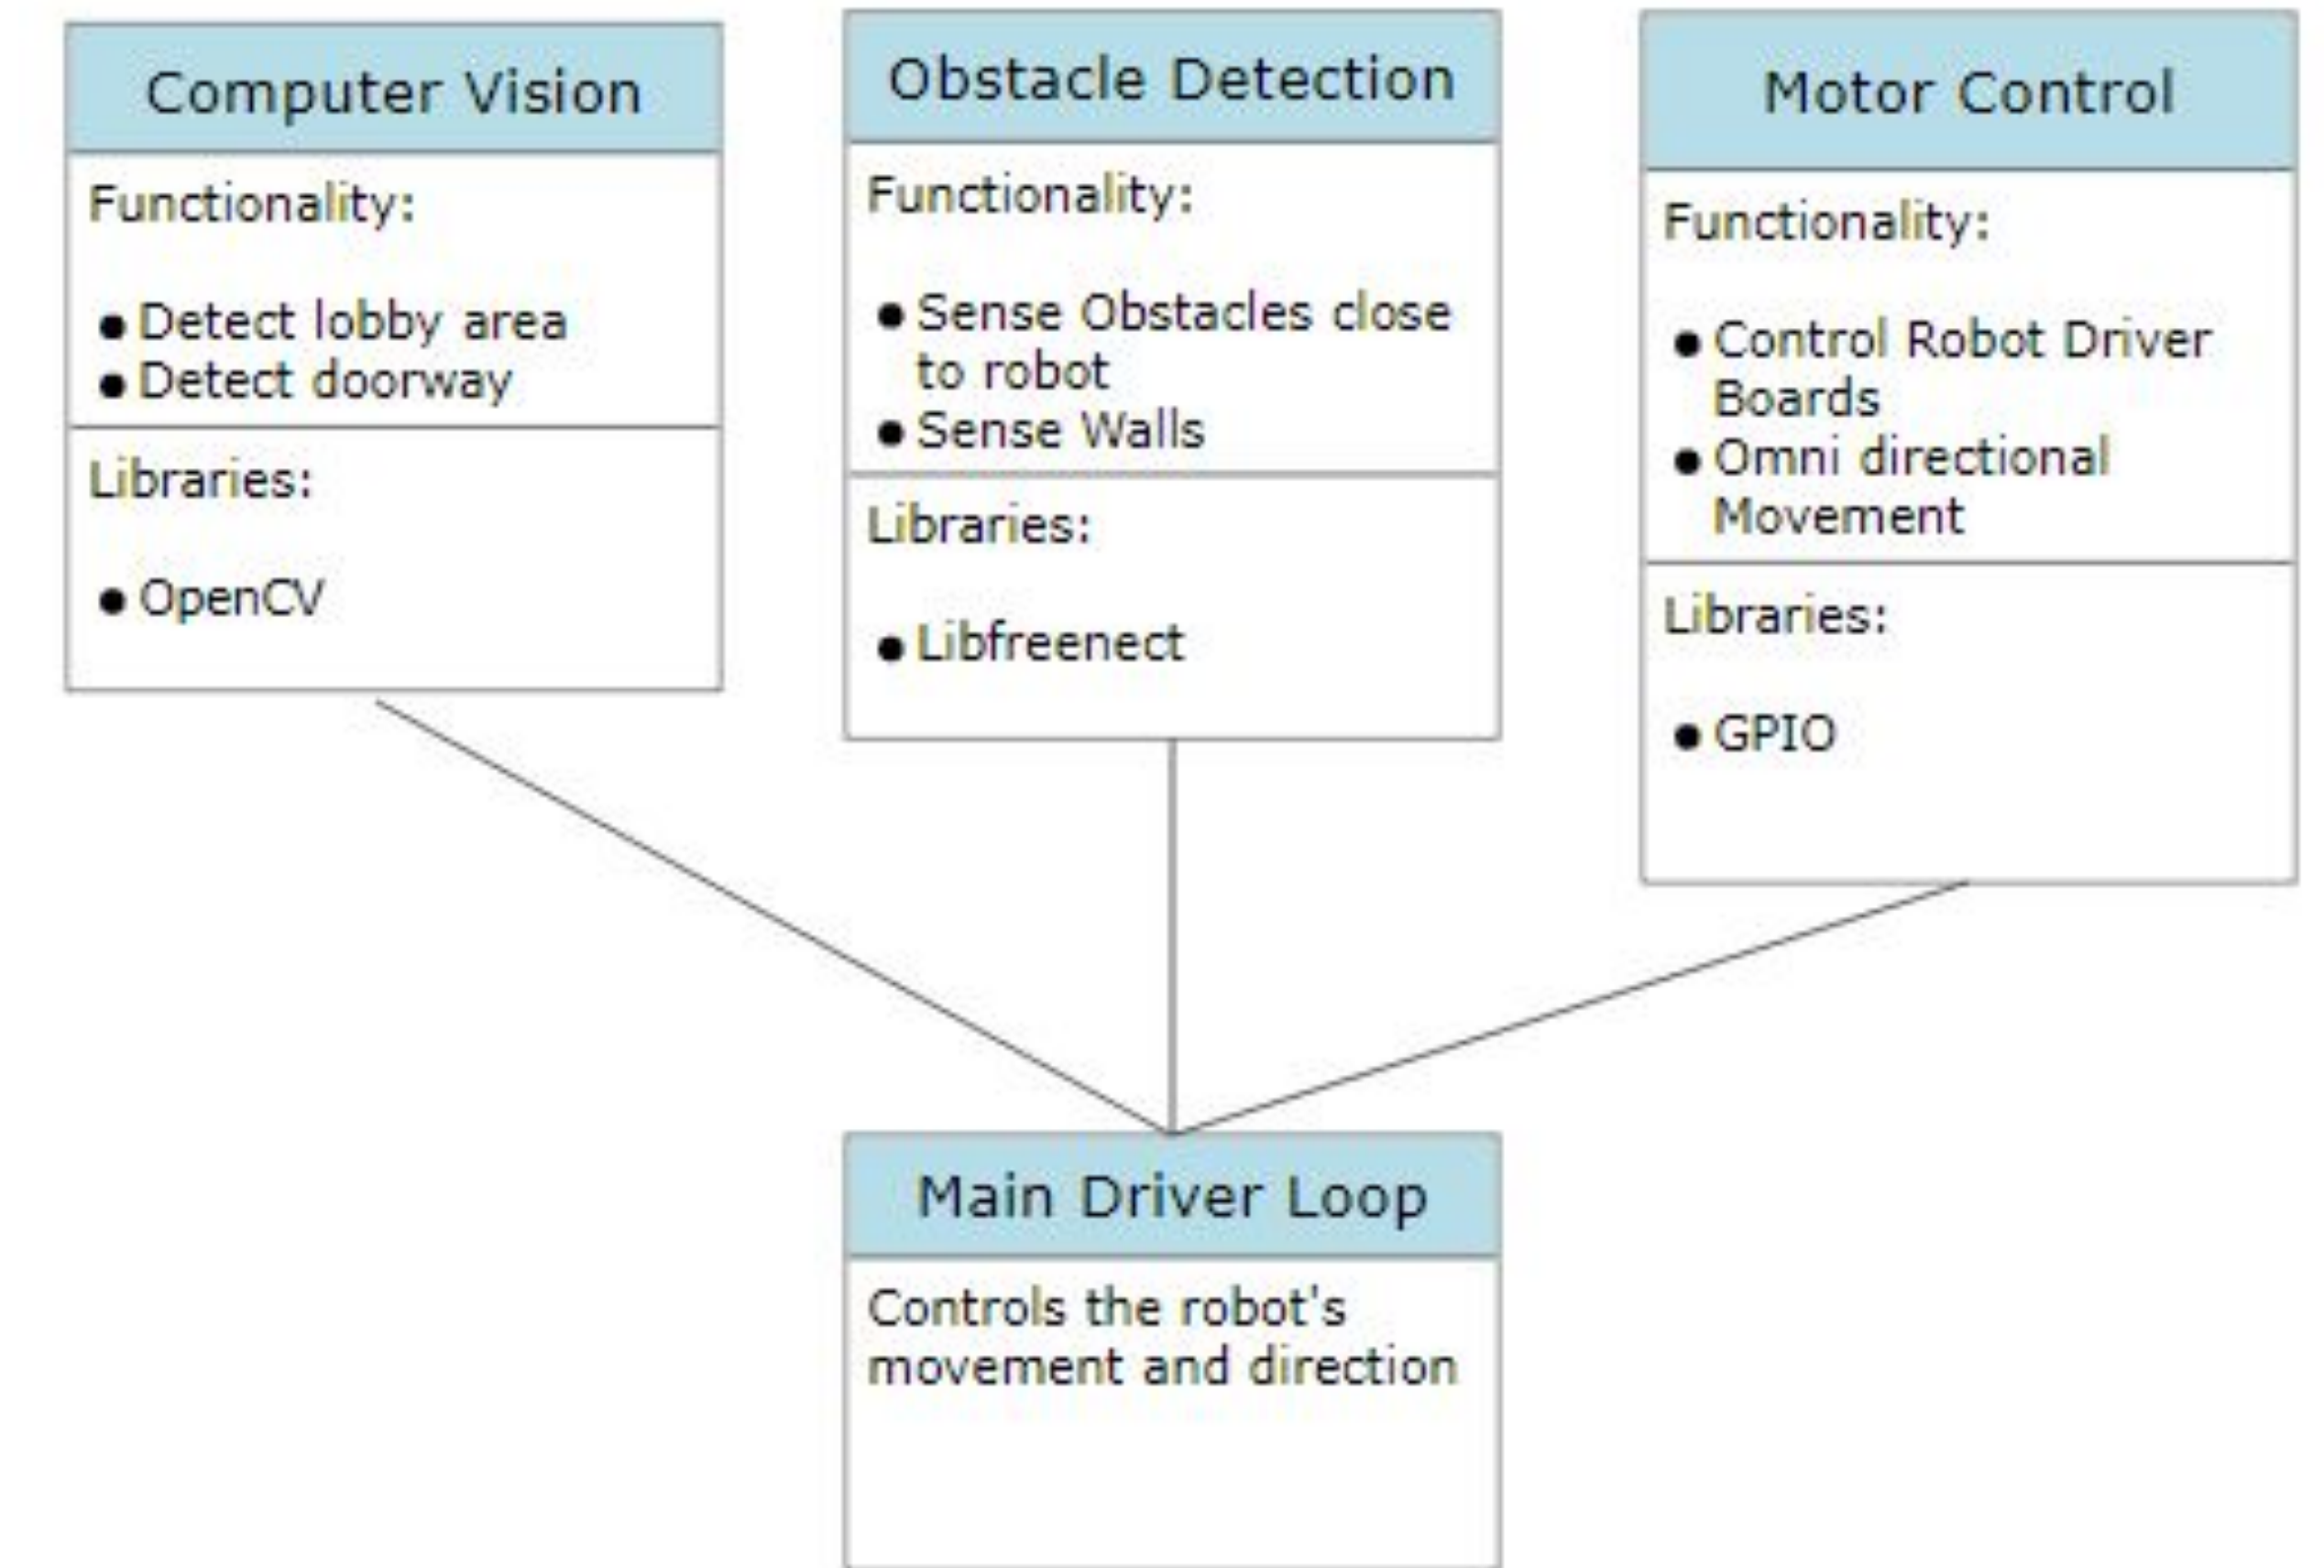 Computer Vision
Functionality:
● Detect lobby area
● Detect doorway
Libraries:
● OpenCV
Obstacle Detection
Functionality:
● Sense Obstacles close
to robot
● Sense Walls
Libraries:
● Libfreenect
Motor Control
Functionality:
● Control Robot Driver
Boards
● Omni directional
Movement
Libraries:
● GPIO
Main Driver Loop
Controls the robot's
movement and direction